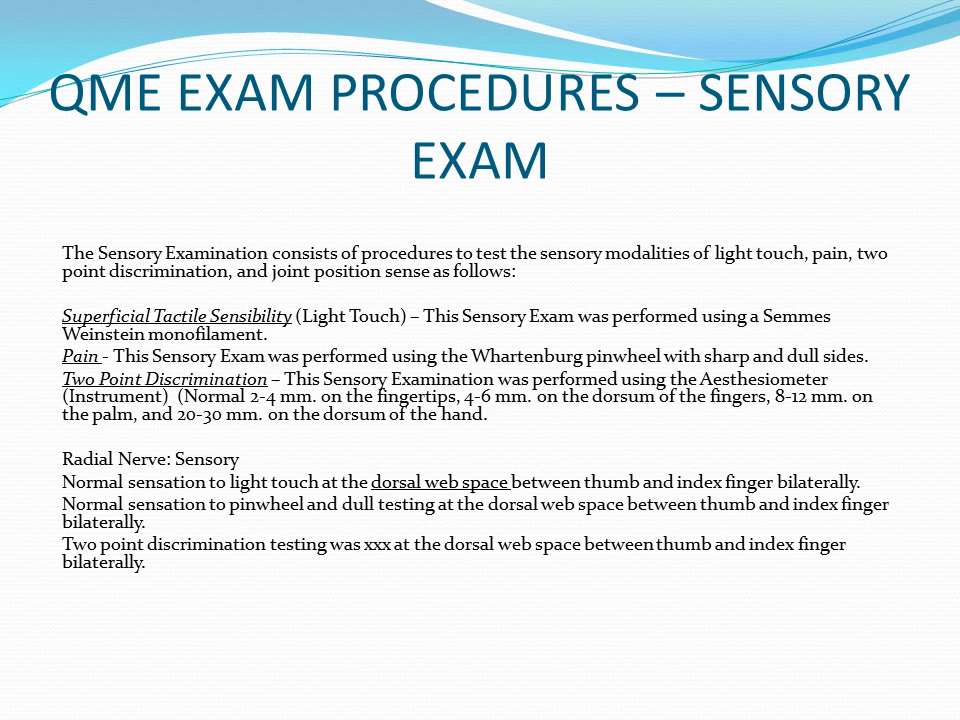 QME EXAM PROCEDURES – SENSORY
EXAM
The Sensory Examination consists of procedures to test the sensory modalities of light touch, pain, two
point discrimination, and joint position sense as follows:
Superficial Tactile Sensibility (Light Touch) – This Sensory Exam was performed using a Semmes
Weinstein monofilament.
Pain - This Sensory Exam was performed using the Whartenburg pinwheel with sharp and dull sides.
Two Point Discrimination – This Sensory Examination was performed using the Aesthesiometer
(Instrument) (Normal 2-4 mm. on the fingertips, 4-6 mm. on the dorsum of the fingers, 8-12 mm. on
the palm, and 20-30 mm. on the dorsum of the hand.
Radial Nerve: Sensory
Normal sensation to light touch at the dorsal web space between thumb and index finger bilaterally.
Normal sensation to pinwheel and dull testing at the dorsal web space between thumb and index finger
bilaterally.
Two point discrimination testing was xxx at the dorsal web space between thumb and index finger
bilaterally.